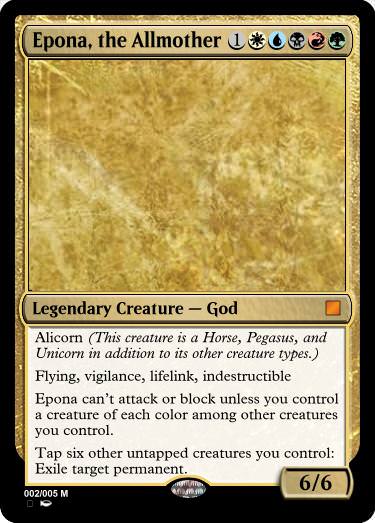 Epona, the Allmother 1
Legendary Creature — God
Alicorn (This creature is a Horse, Pegasus, and
Unicorn in addition to its other creature types.)
Flying, vigilance, lifelink, indestructible
Epona can't attack or block unless you control
a creature of each color among other creatures
you control.
Tap six other untapped creatures you control:
Exile target permanent.
6/6
002/005 M